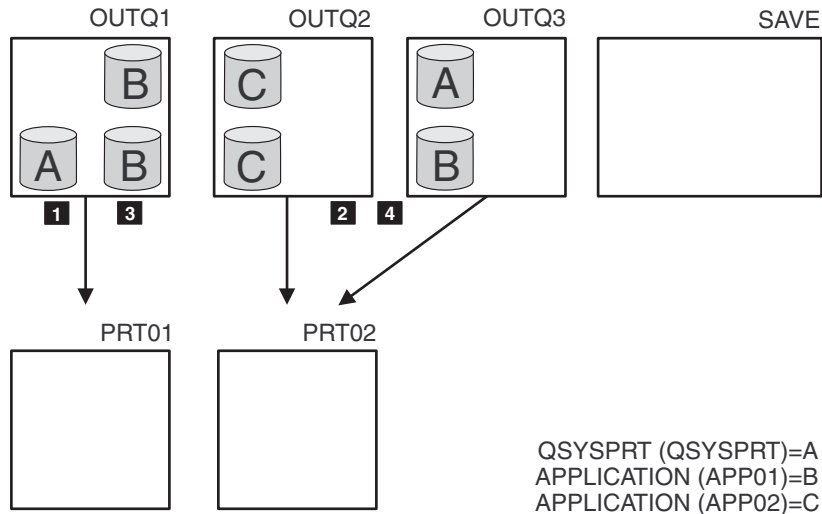 OUTQ1 OUTQ2 OUTQ3 SAVE
B C A
A B C B
1 3 2 4
PRT01 PRT02
QSYSPRT (QSYSPRT)=A
APPLICATION (APP01)=B
APPLICATION (APP02)=C